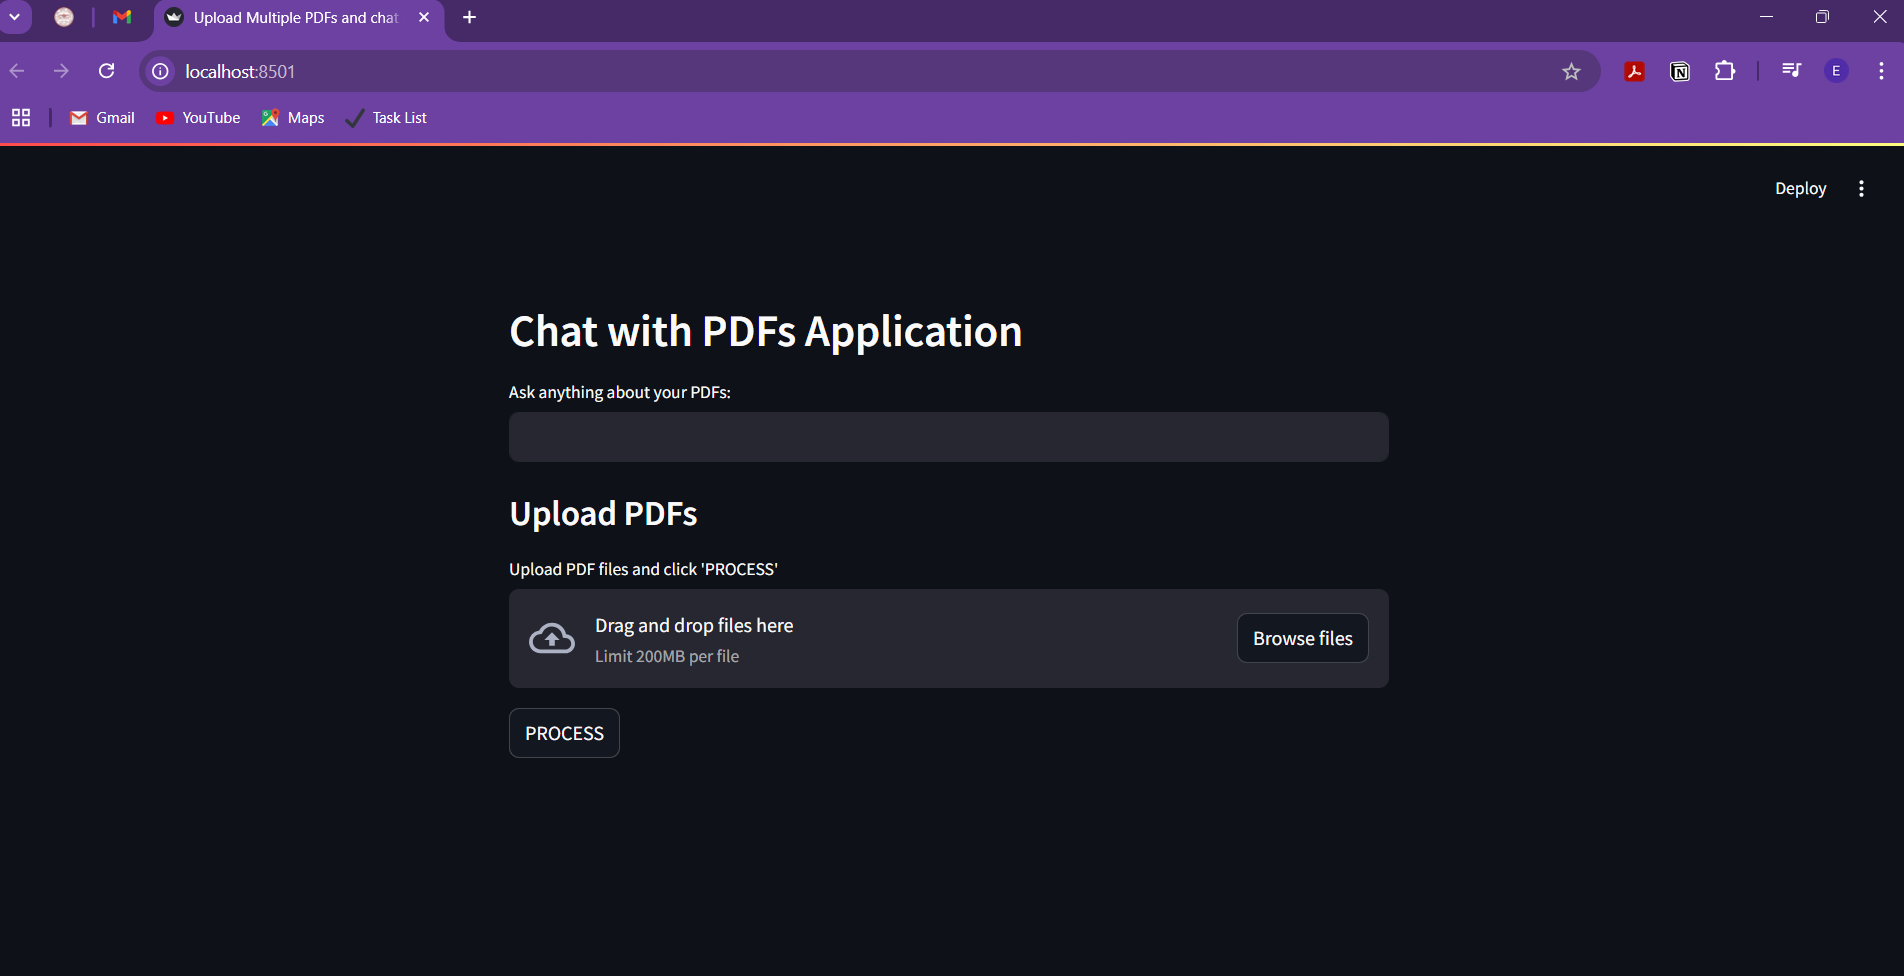 Upload Multiple PDFs and chat
localhost:8501
E
Gmail YouTube Maps Task List
Deploy
Chat with PDFs Application
Ask anything about your PDFs:
Upload PDFs
Upload PDF files and click 'PROCESS'
Drag and drop files here
Limit 200MB per file
Browse files
PROCESS